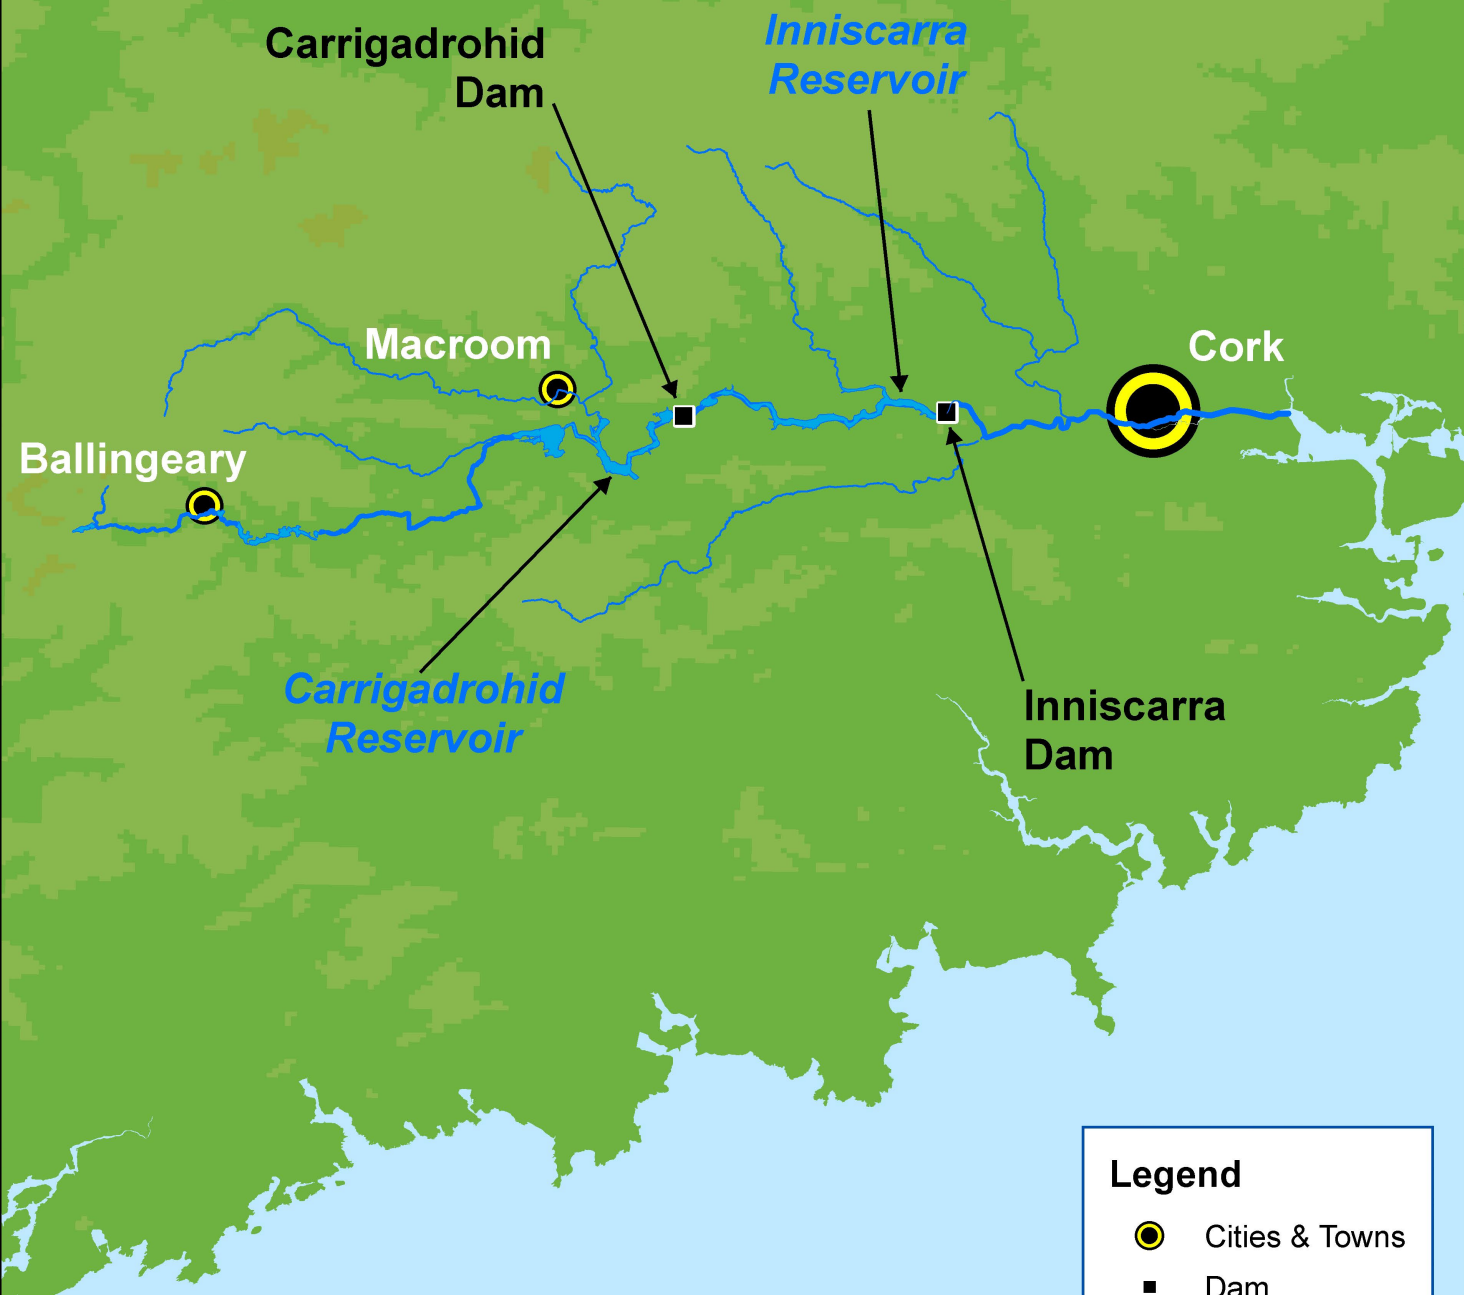 Carrigadrohid
Dam
Inniscarra
Reservoir
Macroom
Cork
Ballingeary
Carrigadrohid
Reservoir
Inniscarra
Dam
Legend
Cities & Towns
Dam